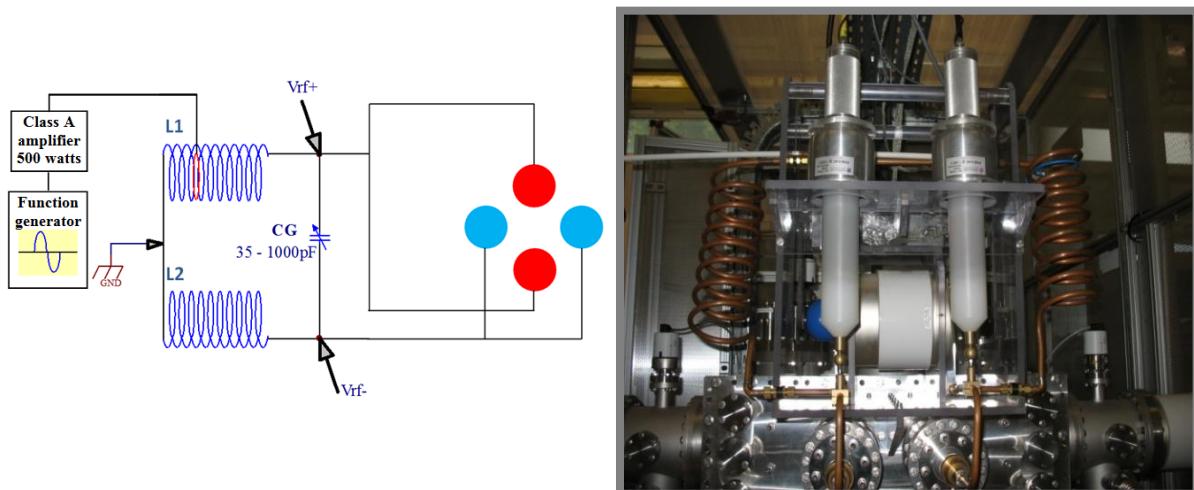 Class A
amplifier
500 watts
Function
generator
L1
L2
GND
Vrf+
CG
35 - 1000pF
Vrf-